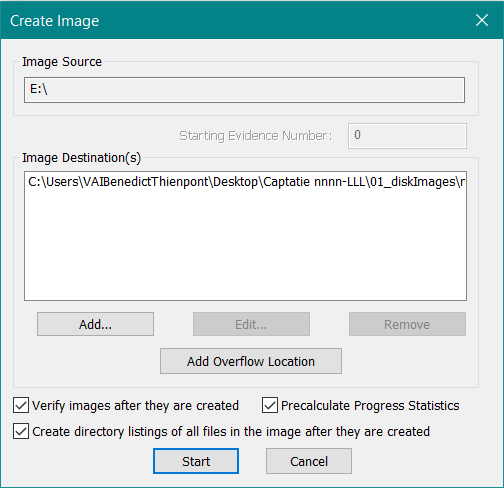 Create Image
Image Source
E:\
Starting Evidence Number:
0
Image Destination(s)
C:\Users\VAIBenedictThienpont\Desktop\Captatie nnnn-LLL\01_diskImages\r
Add...
Edit...
Remove
Add Overflow Location
Verify images after they are created
Precalculate Progress Statistics
Create directory listings of all files in the image after they are created
Start
Cancel